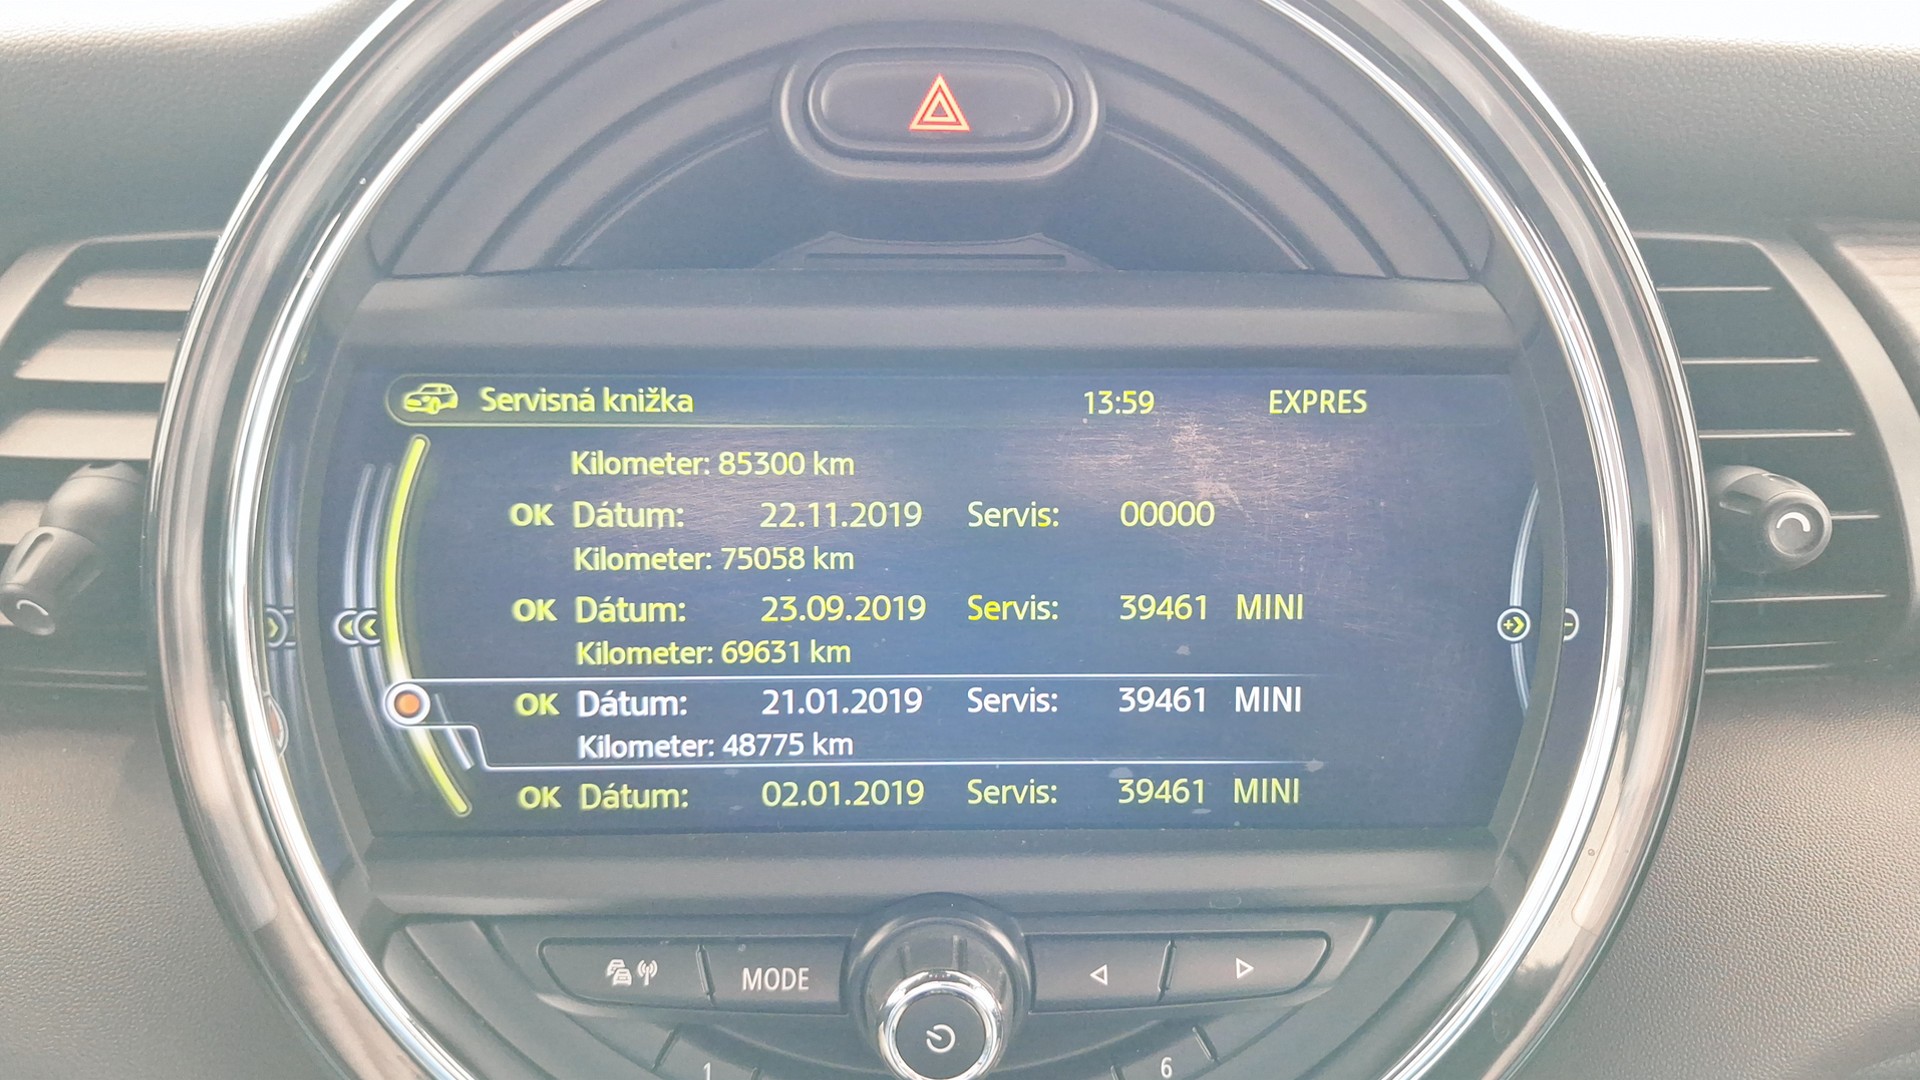 Servisná knižka 13:59 EXPRES
Kilometer: 85300 km
OK Dátum: 22.11.2019 Servis: 00000
Kilometer: 75058 km
OK Dátum: 23.09.2019 Servis: 39461 MINI
Kilometer: 69631 km
OK Dátum: 21.01.2019 Servis: 39461 MINI
Kilometer: 48775 km
OK Dátum: 02.01.2019 Servis: 39461 MINI
MODE
1 6